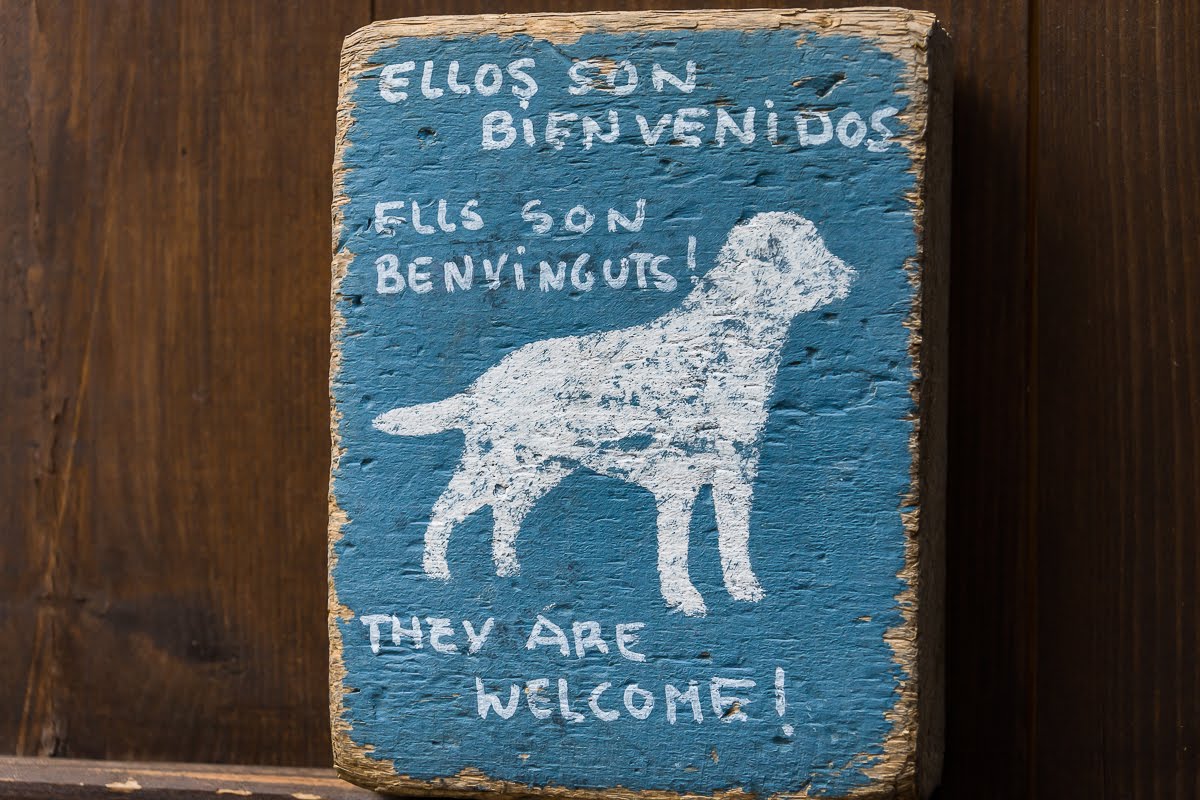 ELLOS SON
BIENVENiDOS
ELLS SON
BENViNGUTS!
THEY ARE
WELCOME!